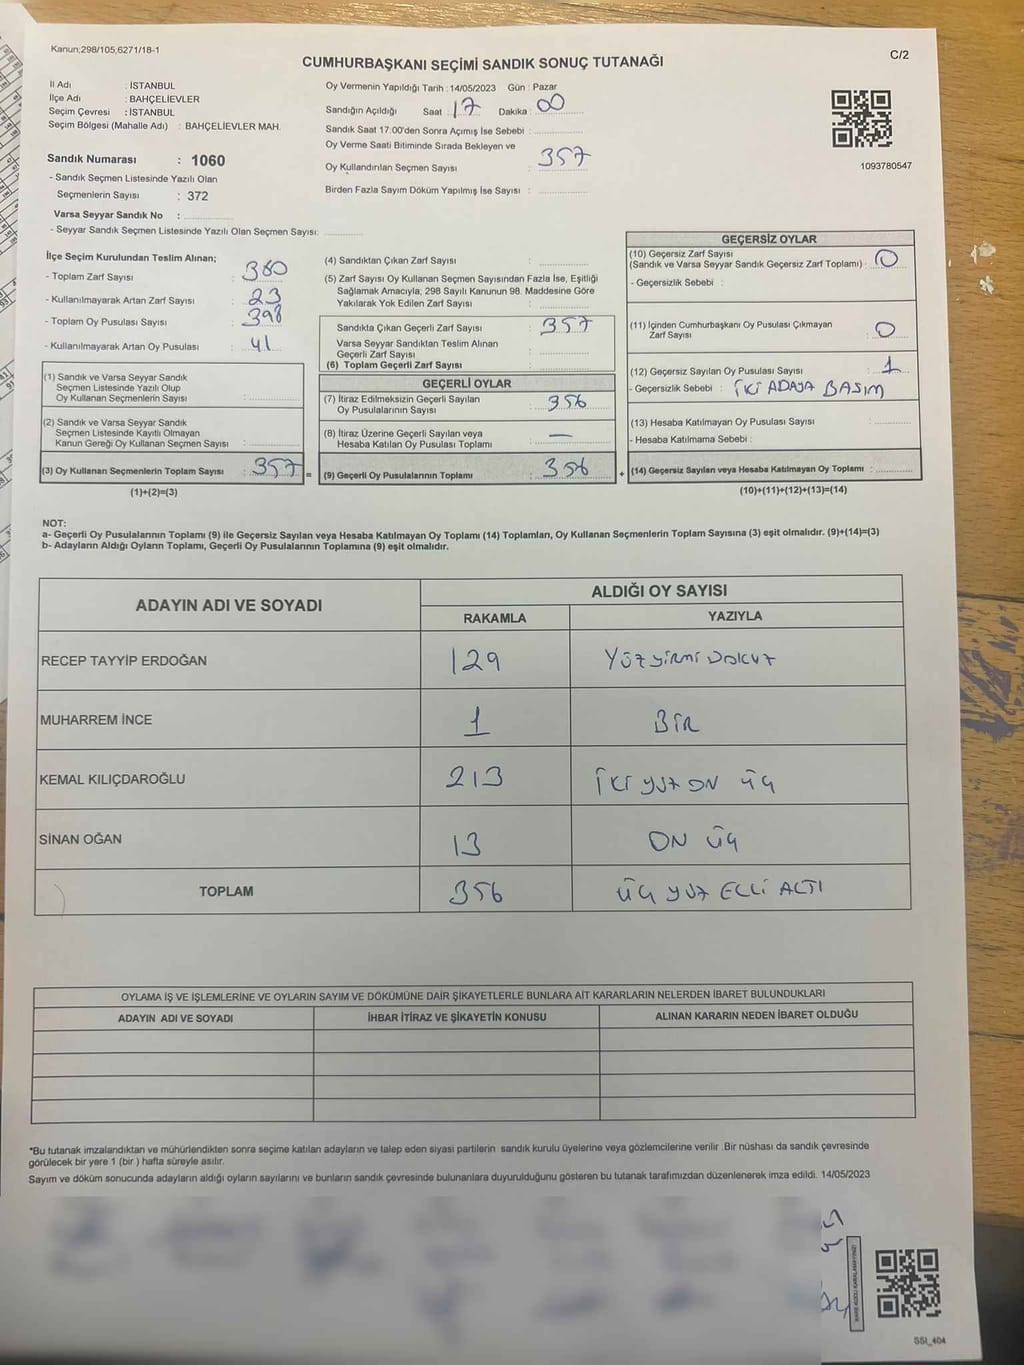 Kanun;298/105,6271/18-1
C/2
CUMHURBAŞKANI SEÇİMİ SANDIK SONUÇ TUTANAĞI
İl Adı : İSTANBUL
İlçe Adı : BAHÇELİEVLER
Seçim Çevresi : İSTANBUL
Seçim Bölgesi (Mahalle Adı) : BAHÇELİEVLER MAH.
Sandık Numarası : 1060
- Sandık Seçmen Listesinde Yazılı Olan
Seçmenlerin Sayısı : 372
Varsa Seyyar Sandık No :
- Seyyar Sandık Seçmen Listesinde Yazılı Olan Seçmen Sayısı:
Oy Vermenin Yapıldığı Tarih : 14/05/2023 Gün : Pazar
Sandığın Açıldığı Saat : 17 Dakika : 00
Sandık Saat 17:00'den Sonra Açımış İse Sebebi :
Oy Verme Saati Bitiminde Sırada Bekleyen ve
Oy Kullandırılan Seçmen Sayısı : 357
Birden Fazla Sayım Döküm Yapılmış İse Sayısı :
1093780547
İlçe Seçim Kurulundan Teslim Alınan;
- Toplam Zarf Sayısı : 380
- Kullanılmayarak Artan Zarf Sayısı : 23
- Toplam Oy Pusulası Sayısı : 398
- Kullanılmayarak Artan Oy Pusulası : 41
(1) Sandık ve Varsa Seyyar Sandık
Seçmen Listesinde Yazılı Olup
Oy Kullanan Seçmenlerin Sayısı :
(2) Sandık ve Varsa Seyyar Sandık
Seçmen Listesinde Kayıtlı Olmayan
Kanun Gereği Oy Kullanan Seçmen Sayısı :
(3) Oy Kullanan Seçmenlerin Toplam Sayısı : 357 =
(1)+(2)=(3)
(4) Sandıktan Çıkan Zarf Sayısı :
(5) Zarf Sayısı Oy Kullanan Seçmen Sayısından Fazla İse, Eşitliği
Sağlamak Amacıyla; 298 Sayılı Kanunun 98. Maddesine Göre
Yakılarak Yok Edilen Zarf Sayısı :
Sandıkta Çıkan Geçerli Zarf Sayısı : 357
Varsa Seyyar Sandıktan Teslim Alınan
Geçerli Zarf Sayısı :
(6) Toplam Geçerli Zarf Sayısı :
GEÇERLİ OYLAR
(7) İtiraz Edilmeksizin Geçerli Sayılan
Oy Pusulalarının Sayısı : 356
(8) İtiraz Üzerine Geçerli Sayılan veya
Hesaba Katılan Oy Pusulası Toplamı : —
(9) Geçerli Oy Pusulalarının Toplamı : 356 +
GEÇERSİZ OYLAR
(10) Geçersiz Zarf Sayısı
(Sandık ve Varsa Seyyar Sandık Geçersiz Zarf Toplamı) : 0
- Geçersizlik Sebebi :
(11) İçinden Cumhurbaşkanı Oy Pusulası Çıkmayan
Zarf Sayısı : 0
(12) Geçersiz Sayılan Oy Pusulası Sayısı : 1
- Geçersizlik Sebebi : İKİ ADAYA BASIM
(13) Hesaba Katılmayan Oy Pusulası Sayısı :
- Hesaba Katılmama Sebebi :
(14) Geçersiz Sayılan veya Hesaba Katılmayan Oy Toplamı :
(10)+(11)+(12)+(13)=(14)
NOT:
a- Geçerli Oy Pusulalarının Toplamı (9) ile Geçersiz Sayılan veya Hesaba Katılmayan Oy Toplamı (14) Toplamları, Oy Kullanan Seçmenlerin Toplam Sayısına (3) eşit olmalıdır. (9)+(14)=(3)
b- Adayların Aldığı Oyların Toplamı, Geçerli Oy Pusulalarının Toplamına (9) eşit olmalıdır.
ADAYIN ADI VE SOYADI
ALDIĞI OY SAYISI
RAKAMLA YAZIYLA
RECEP TAYYİP ERDOĞAN 129 YÜZ YİRMİ DOKUZ
MUHARREM İNCE 1 BİR
KEMAL KILIÇDAROĞLU 213 İKİ YÜZ ON ÜÇ
SİNAN OĞAN 13 ON ÜÇ
TOPLAM 356 ÜÇ YÜZ ELLİ ALTI
OYLAMA İŞ VE İŞLEMLERİNE VE OYLARIN SAYIM VE DÖKÜMÜNE DAİR ŞİKAYETLERLE BUNLARA AİT KARARLARIN NELERDEN İBARET BULUNDUKLARI
ADAYIN ADI VE SOYADI İHBAR İTİRAZ VE ŞİKAYETİN KONUSU ALINAN KARARIN NEDEN İBARET OLDUĞU
*Bu tutanak imzalandıktan ve mühürlendikten sonra seçime katılan adayların ve talep eden siyasi partilerin sandık kurulu üyelerine veya gözlemcilerine verilir .Bir nüshası da sandık çevresinde
görülecek bir yere 1 (bir ) hafta süreyle asılır.
Sayım ve döküm sonucunda adayların aldığı oyların sayılarını ve bunların sandık çevresinde bulunanlara duyurulduğunu gösteren bu tutanak tarafımızdan düzenlenerek imza edildi. 14/05/2023
SSI_404